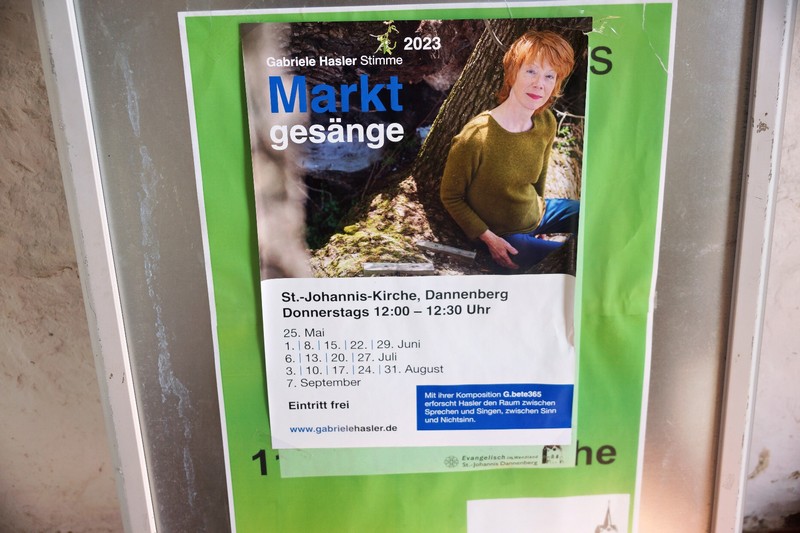 2023
Gabriele Hasler Stimme
Markt
gesänge
St.-Johannis-Kirche, Dannenberg
Donnerstags 12:00 – 12:30 Uhr
25. Mai
1. | 8. | 15. | 22. | 29. Juni
6. | 13. | 20. | 27. Juli
3. | 10. | 17. | 24. | 31. August
7. September
Eintritt frei
www.gabrielehasler.de
Mit ihrer Komposition G.bete365
erforscht Hasler den Raum zwischen
Sprechen und Singen, zwischen Sinn
und Nichtsinn.
Evangelisch im Wendland
St.-Johannis Dannenberg